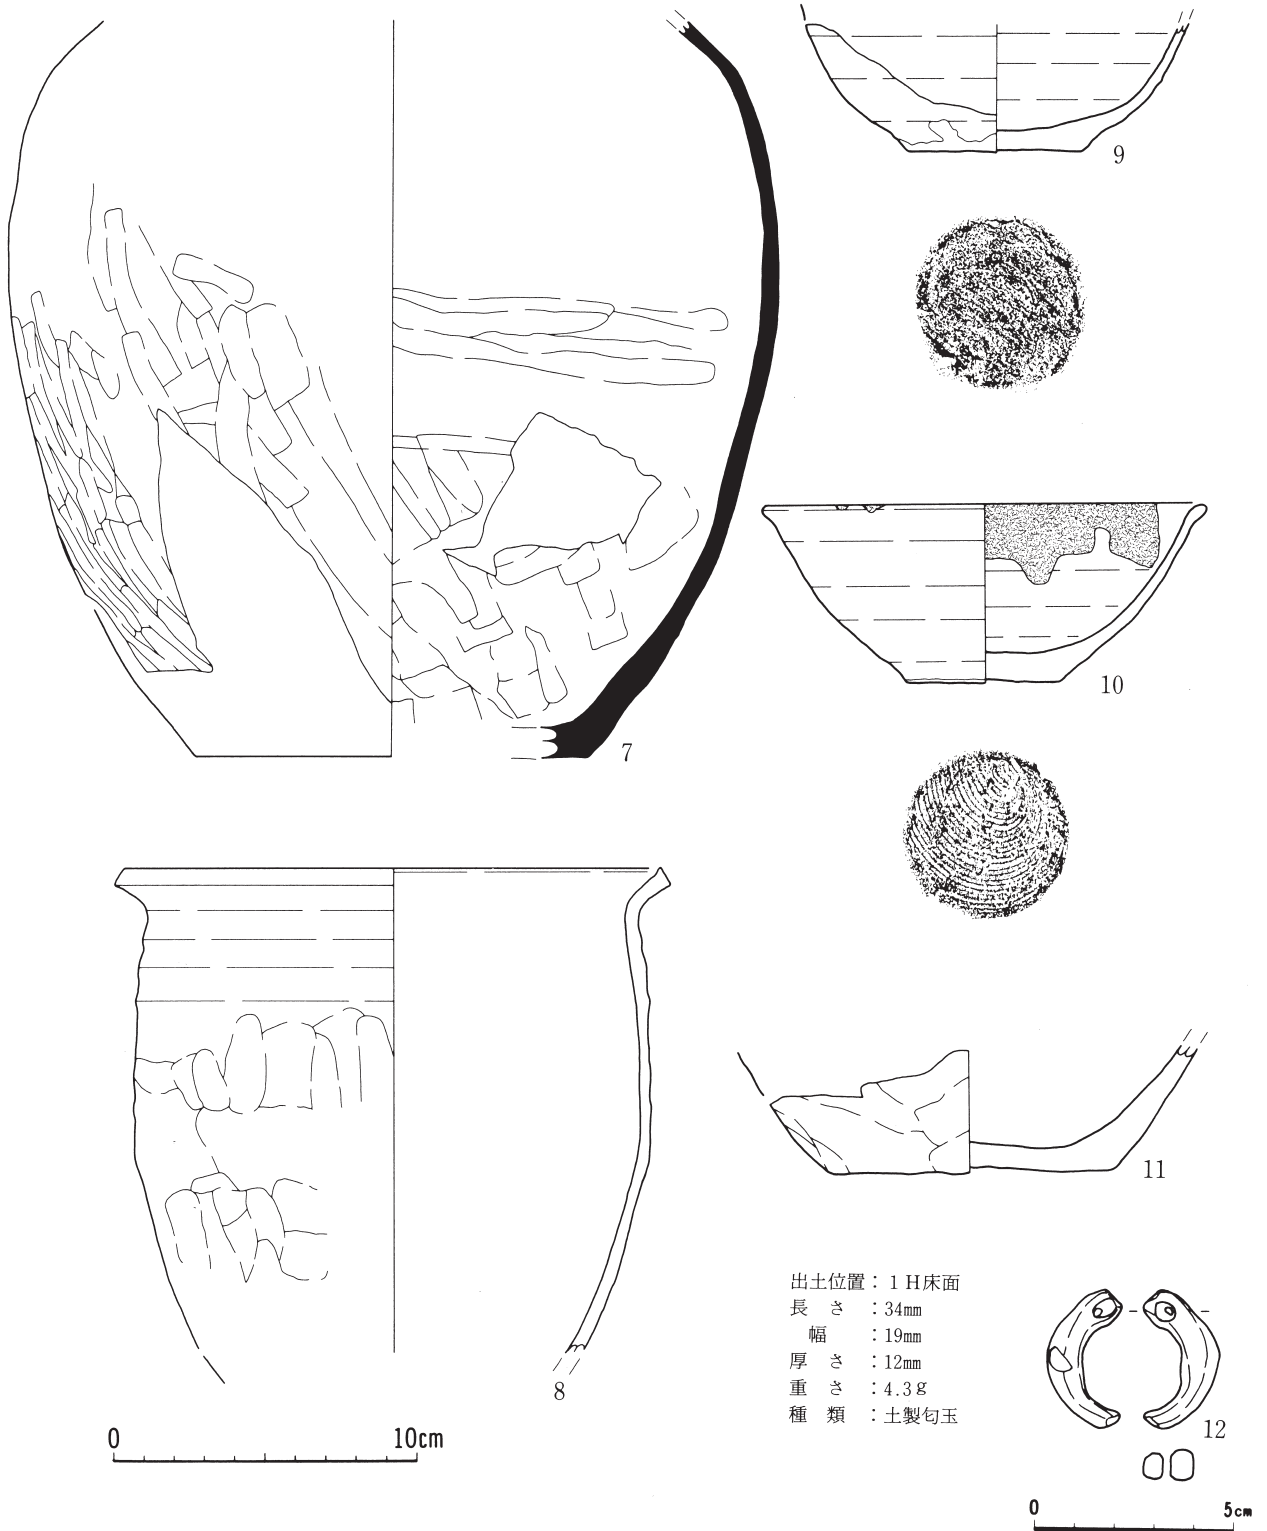 9
7
10
11
8
出土位置：１Ｈ床面
長　さ　：34mm
幅　　：19mm
厚　さ　：12mm
重　さ　：4.3g
種　類　：土製匂玉
12
0 10cm
0 5cm